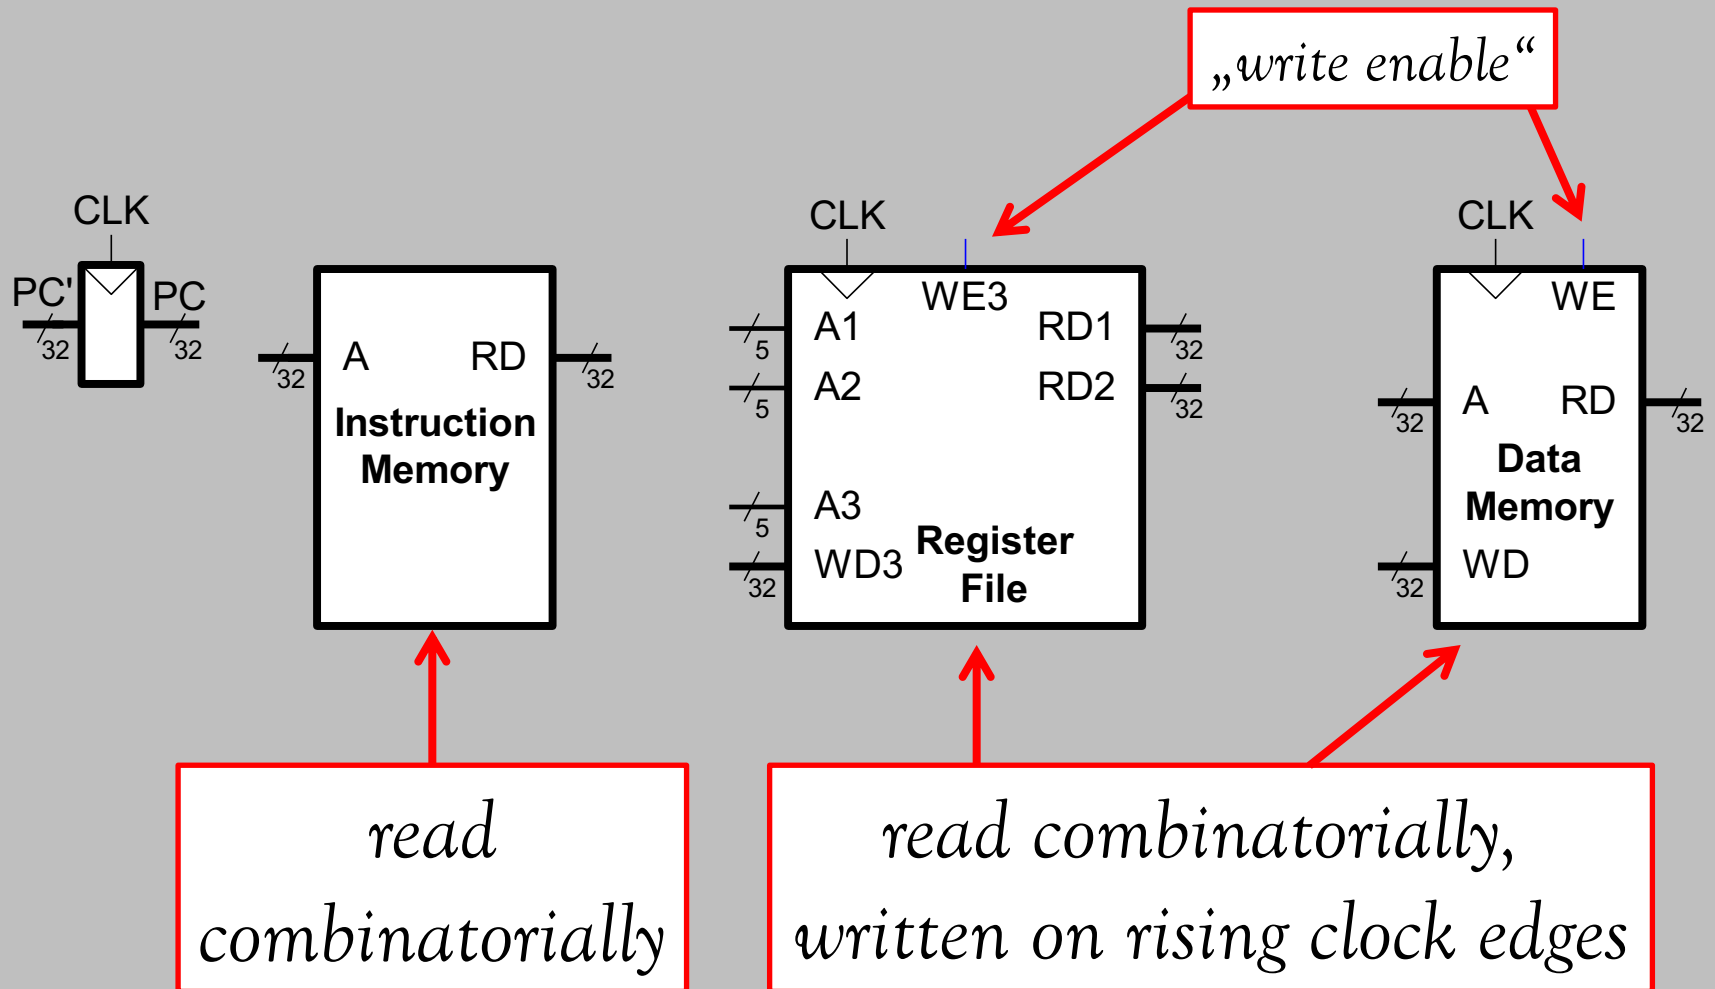 „write enable“
CLK
PC'
PC
32
32
A
RD
32
32
Instruction
Memory
CLK
WE3
A1
RD1
5
32
A2
RD2
5
32
A3
5
WD3
32
Register
File
CLK
WE
A
RD
32
32
Data
Memory
WD
32
read
combinatorially
read combinatorially,
written on rising clock edges